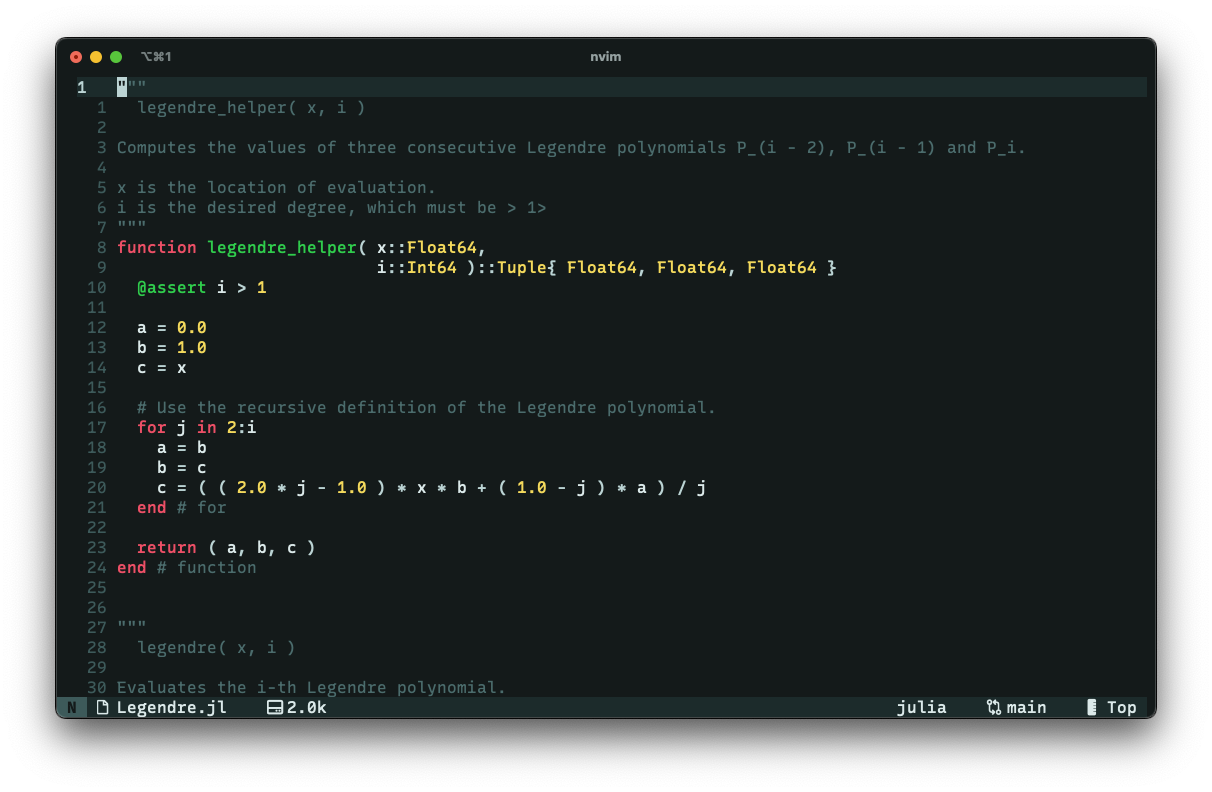 ⌥⌘1 nvim
1 """
1 legendre_helper( x, i )
2
3 Computes the values of three consecutive Legendre polynomials P_(i - 2), P_(i - 1) and P_i.
4
5 x is the location of evaluation.
6 i is the desired degree, which must be > 1>
7 """
8 function legendre_helper( x::Float64,
9 i::Int64 )::Tuple{ Float64, Float64, Float64 }
10 @assert i > 1
11
12 a = 0.0
13 b = 1.0
14 c = x
15
16 # Use the recursive definition of the Legendre polynomial.
17 for j in 2:i
18 a = b
19 b = c
20 c = ( ( 2.0 * j - 1.0 ) * x * b + ( 1.0 - j ) * a ) / j
21 end # for
22
23 return ( a, b, c )
24 end # function
25
26
27 """
28 legendre( x, i )
29
30 Evaluates the i-th Legendre polynomial.
N Legendre.jl 2.0k julia main Top